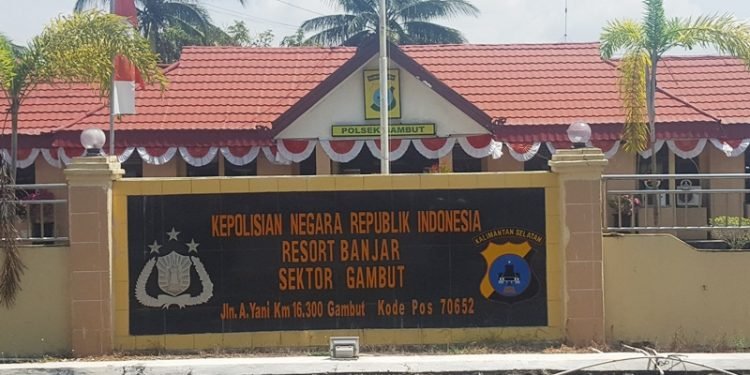 POLSEK GAMBUT
KEPOLISIAN NEGARA REPUBLIK INDONESIA
RESORT BANJAR
SEKTOR GAMBUT
Jln. A. Yani Km 16.300 Gambut Kode Pos 70652
KALIMANTAN SELATAN